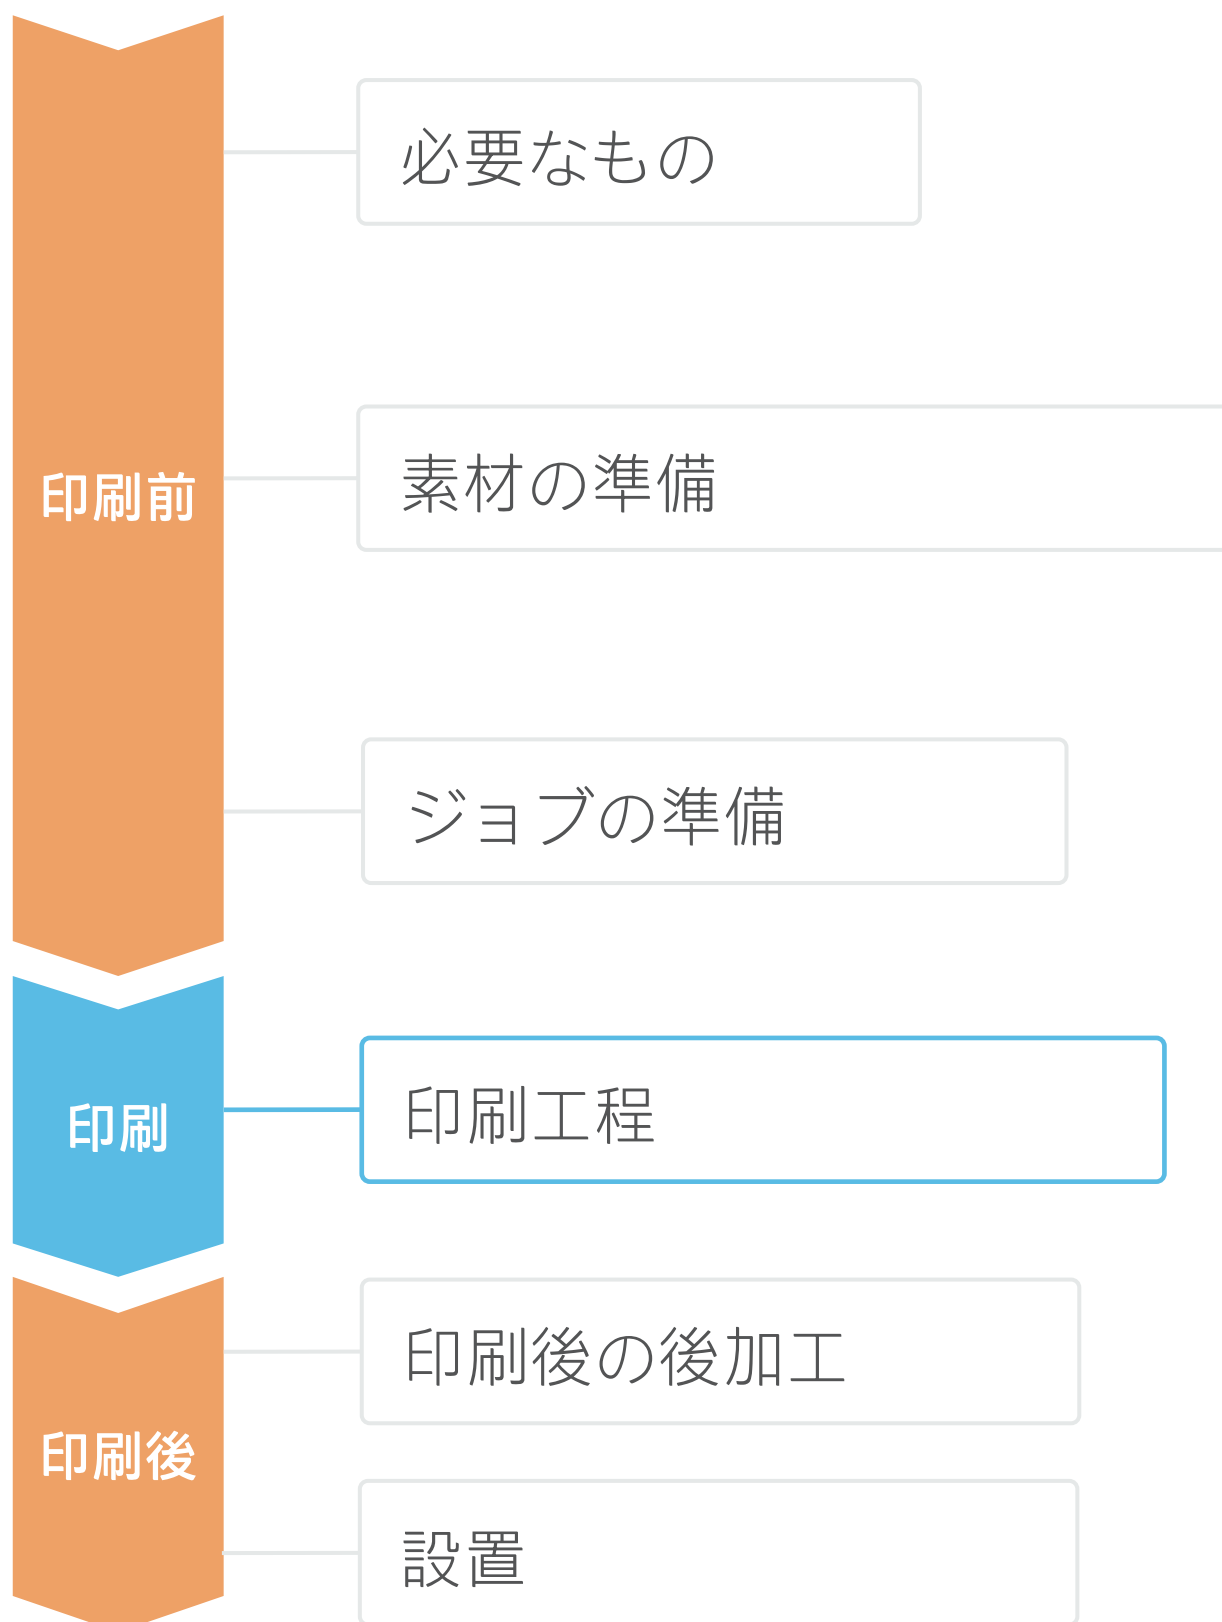 必要なもの
印刷前
素材の準備
ジョブの準備
印刷
印刷工程
印刷後
印刷後の後加工
設置